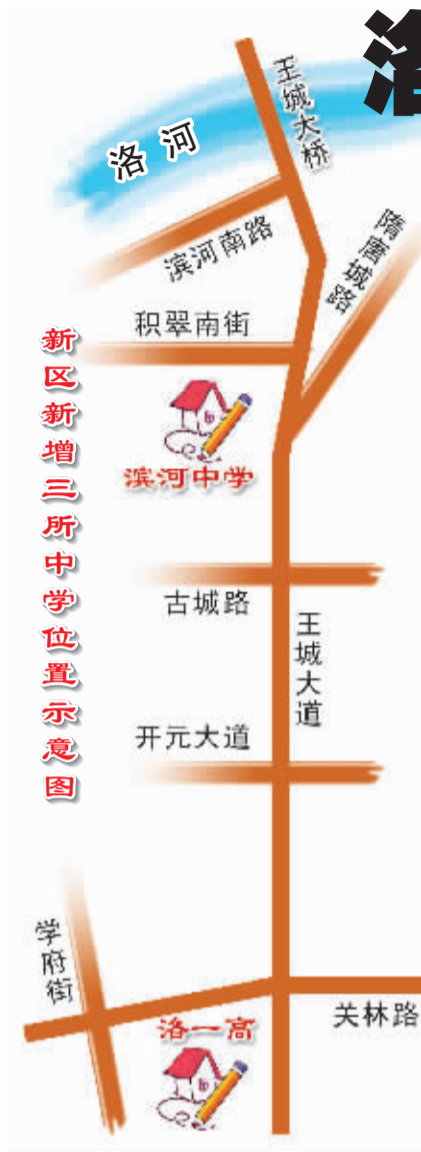 洛
王城大桥
洛河
滨河南路
隋唐城路
积翠南街
新区新增三所中学位置示意图
滨河中学
古城路
王城大道
开元大道
学府街
关林路
洛一高